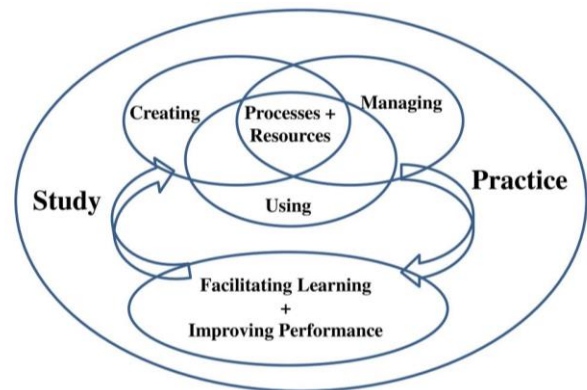 Creating
Processes +
Resources
Managing
Study
Practice
Using
Facilitating Learning
+
Improving Performance